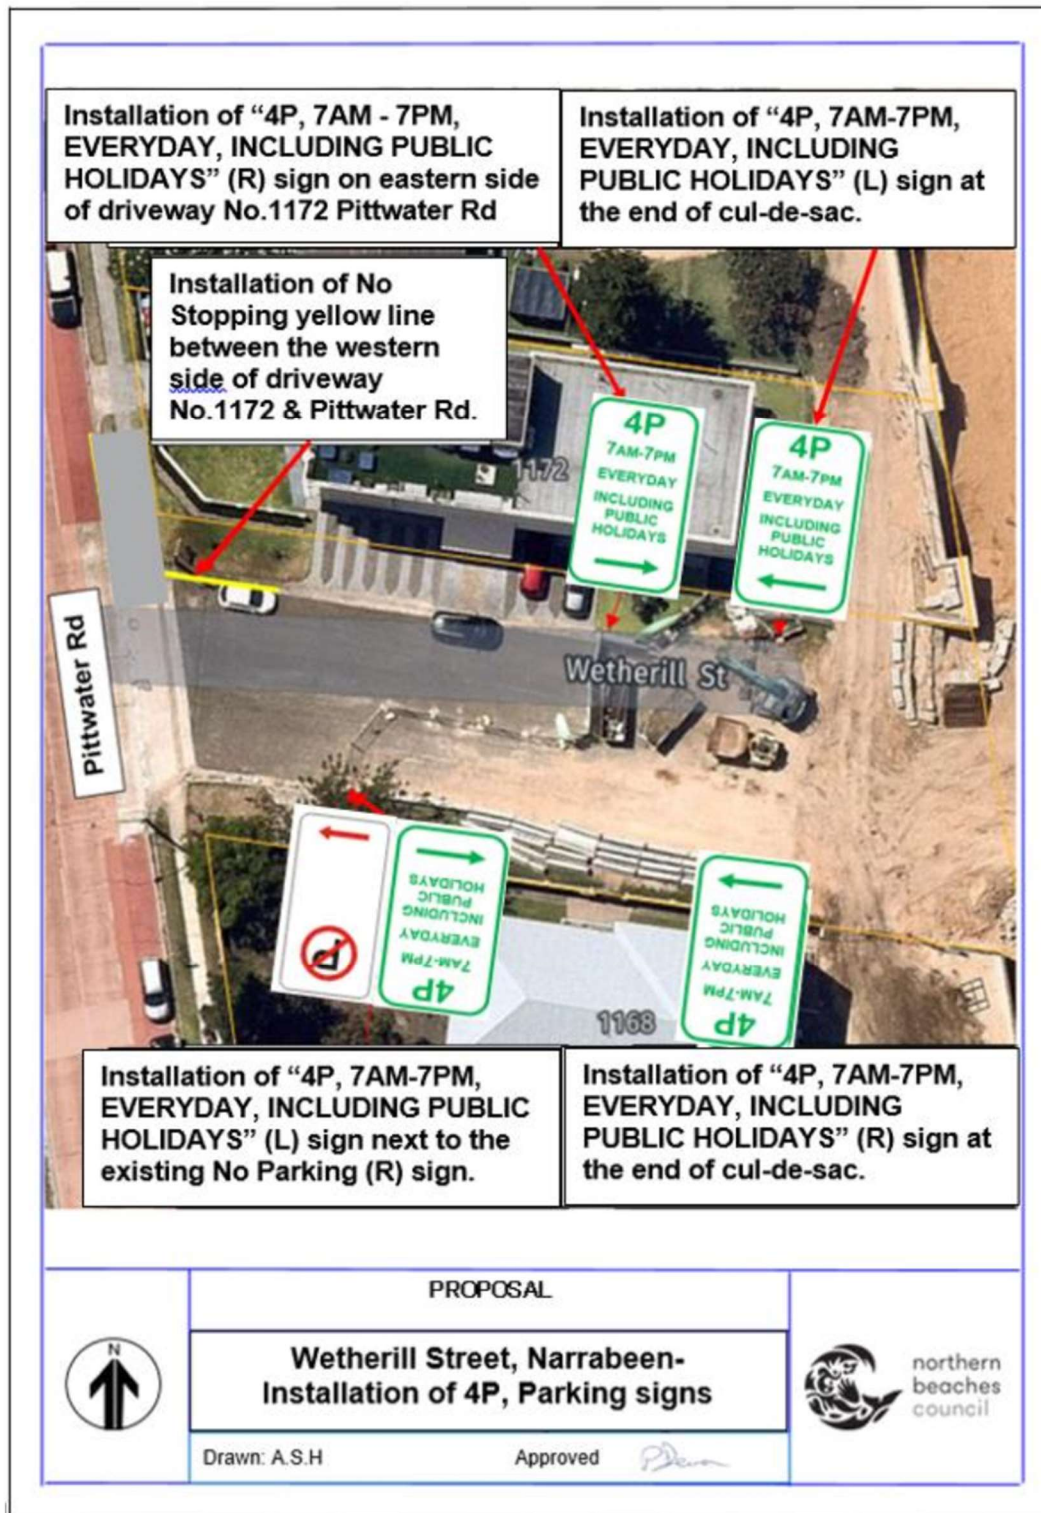 Installation of “4P, 7AM - 7PM,
EVERYDAY, INCLUDING PUBLIC
HOLIDAYS” (R) sign on eastern side
of driveway No.1172 Pittwater Rd
Installation of “4P, 7AM-7PM,
EVERYDAY, INCLUDING
PUBLIC HOLIDAYS” (L) sign at
the end of cul-de-sac.
Installation of No
Stopping yellow line
between the western
side of driveway
No.1172 & Pittwater Rd.
1172
4P
7AM-7PM
EVERYDAY
INCLUDING
PUBLIC
HOLIDAYS
4P
7AM-7PM
EVERYDAY
INCLUDING
PUBLIC
HOLIDAYS
Pittwater Rd
Wetherill St
P
4P
7AM-7PM
EVERYDAY
INCLUDING
PUBLIC
HOLIDAYS
4P
7AM-7PM
EVERYDAY
INCLUDING
PUBLIC
HOLIDAYS
1168
Installation of “4P, 7AM-7PM,
EVERYDAY, INCLUDING PUBLIC
HOLIDAYS” (L) sign next to the
existing No Parking (R) sign.
Installation of “4P, 7AM-7PM,
EVERYDAY, INCLUDING
PUBLIC HOLIDAYS” (R) sign at
the end of cul-de-sac.
PROPOSAL
N
Wetherill Street, Narrabeen-
Installation of 4P, Parking signs
northern
beaches
council
Drawn: A.S.H
Approved